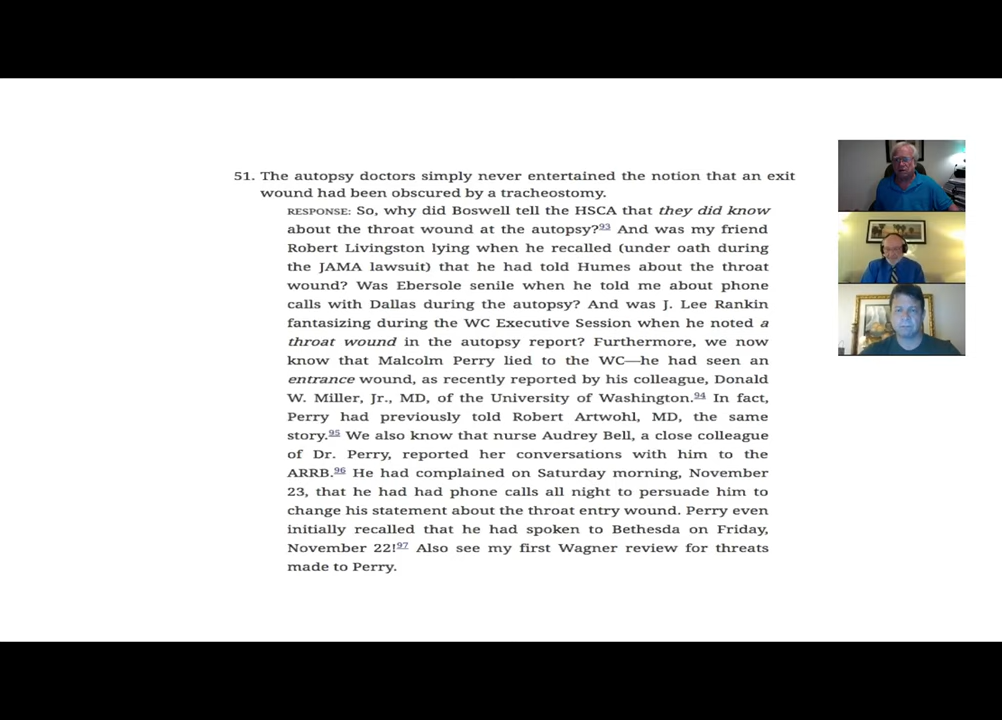 51. The autopsy doctors simply never entertained the notion that an exit
wound had been obscured by a tracheostomy.
RESPONSE: So, why did Boswell tell the HSCA that they did know
about the throat wound at the autopsy?93 And was my friend
Robert Livingston lying when he recalled (under oath during
the JAMA lawsuit) that he had told Humes about the throat
wound? Was Ebersole senile when he told me about phone
calls with Dallas during the autopsy? And was J. Lee Rankin
fantasizing during the WC Executive Session when he noted a
throat wound in the autopsy report? Furthermore, we now
know that Malcolm Perry lied to the WC—he had seen an
entrance wound, as recently reported by his colleague, Donald
W. Miller, Jr., MD, of the University of Washington.94 In fact,
Perry had previously told Robert Artwohl, MD, the same
story.95 We also know that nurse Audrey Bell, a close colleague
of Dr. Perry, reported her conversations with him to the
ARRB.96 He had complained on Saturday morning, November
23, that he had had phone calls all night to persuade him to
change his statement about the throat entry wound. Perry even
initially recalled that he had spoken to Bethesda on Friday,
November 22!97 Also see my first Wagner review for threats
made to Perry.